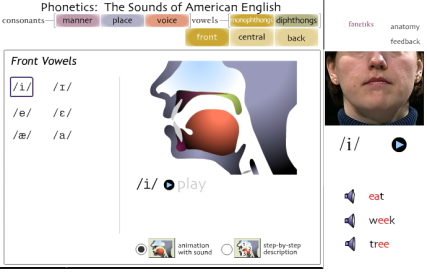 Phonetics: The Sounds of American English
consonants manner place voice vowels monophthongs diphthongs
front central back
fanεtιks anatomy
feedback
Front Vowels
/i/ /ɪ/
/e/ /ɛ/
/æ/ /a/
/i/ play
animation with sound
step-by-step description
/i/
eat
week
tree